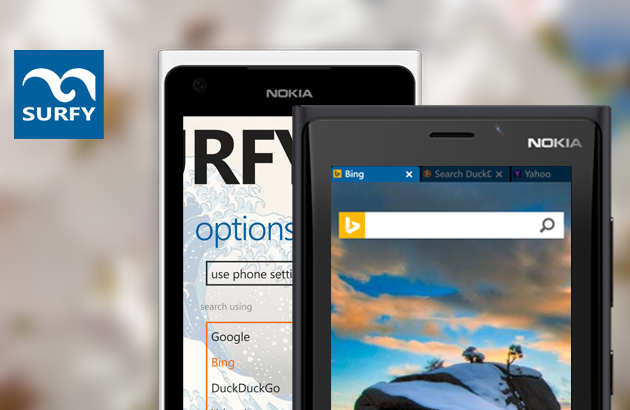 SURFY
NOKIA
RFY
options
use phone setti
search using
Google
Bing
DuckDuckGo
NOKIA
Bing
Search DuckD
Yahoo